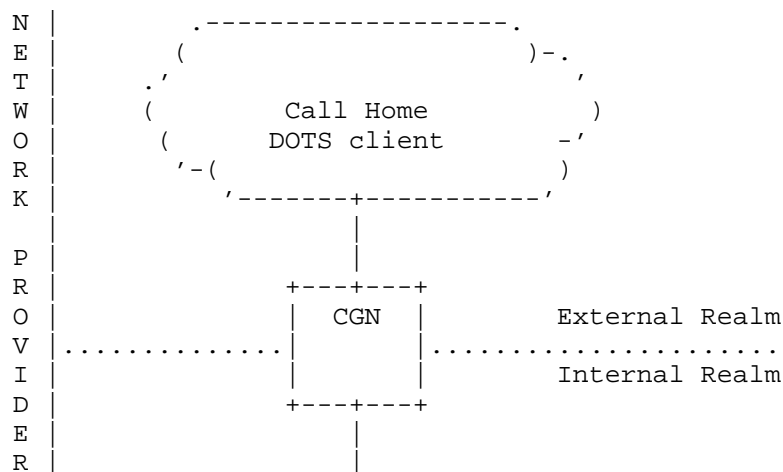 N
E
T
W Call Home
O DOTS client
R
K
P
R
O CGN External Realm
V
I Internal Realm
D
E
R